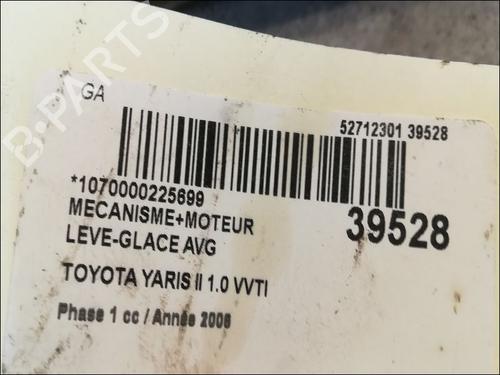 B-PARTS
GA
52712301 39528
*1070000225699
MECANISME+MOTEUR
39528
LEVE-GLACE AVG
TOYOTA YARIS II 1.0 VVTI
Phase 1 cc / Année 2006